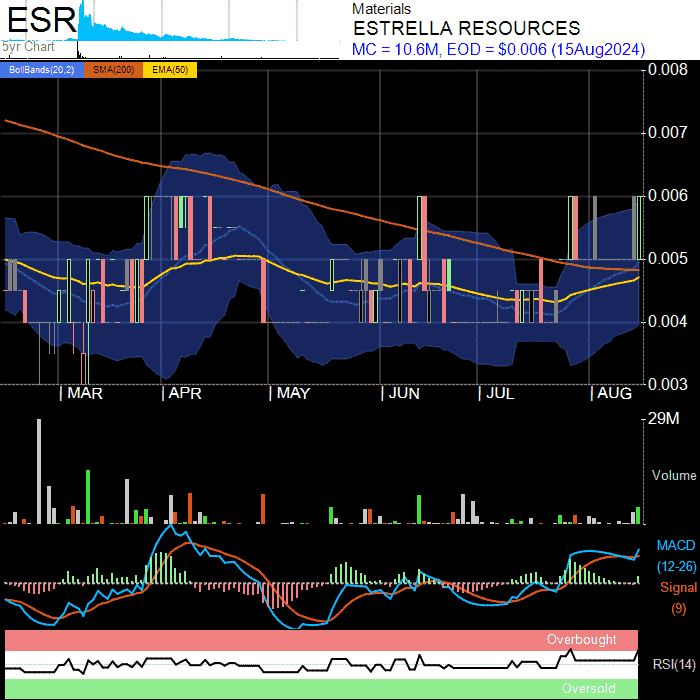 ESR
5yr Chart
Materials
ESTRELLA RESOURCES
MC = 10.6M, EOD = $0.006 (15Aug2024)
BollBands(20,2) SMA(200) EMA(50)
0.008
0.007
0.006
0.005
0.004
0.003
MAR APR MAY JUN JUL AUG
29M
Volume
MACD
(12-26)
Signal
(9)
Overbought
RSI(14)
Oversold